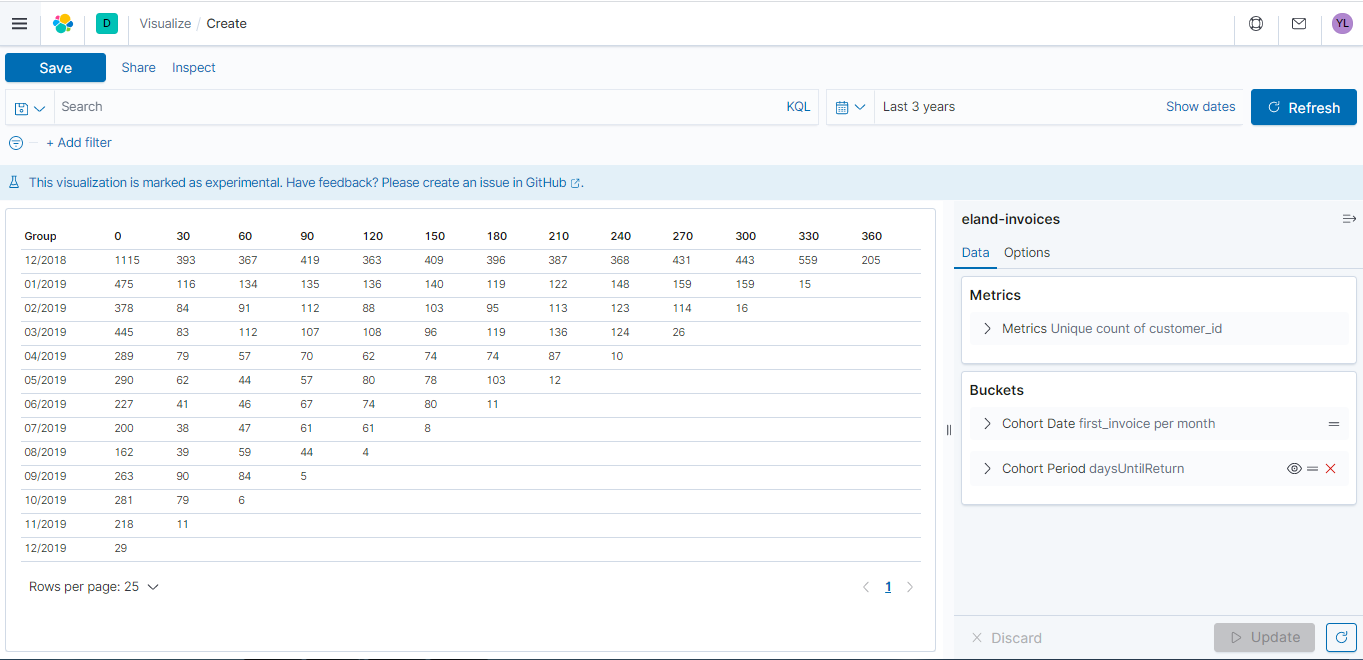 D Visualize / Create YL
Save Share Inspect
Search KQL Last 3 years Show dates Refresh
+ Add filter
This visualization is marked as experimental. Have feedback? Please create an issue in GitHub.
eland-invoices
Data Options
Metrics
Metrics Unique count of customer_id
Buckets
Cohort Date first_invoice per month
Cohort Period daysUntilReturn
Discard Update
Group 0 30 60 90 120 150 180 210 240 270 300 330 360
12/2018 1115 393 367 419 363 409 396 387 368 431 443 559 205
01/2019 475 116 134 135 136 140 119 122 148 159 159 15
02/2019 378 84 91 112 88 103 95 113 123 114 16
03/2019 445 83 112 107 108 96 119 136 124 26
04/2019 289 79 57 70 62 74 74 87 10
05/2019 290 62 44 57 80 78 103 12
06/2019 227 41 46 67 74 80 11
07/2019 200 38 47 61 61 8
08/2019 162 39 59 44 4
09/2019 263 90 84 5
10/2019 281 79 6
11/2019 218 11
12/2019 29
Rows per page: 25 1